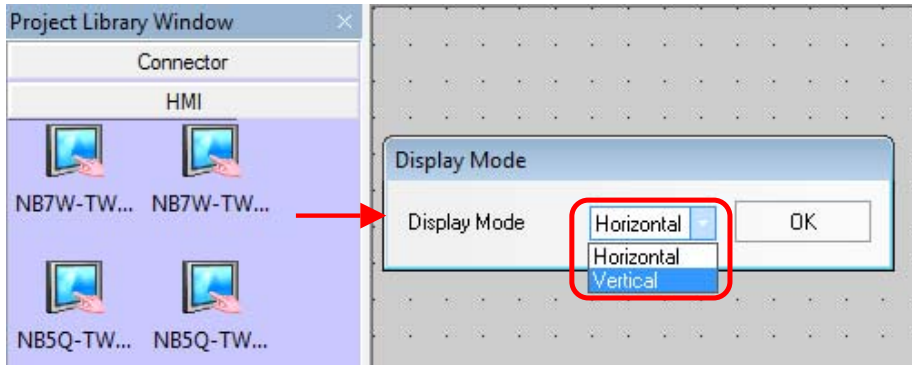 Project Library Window
Connector
HMI
NB7W-TW... NB7W-TW...
NB5Q-TW... NB5Q-TW...
Display Mode
Display Mode Horizontal OK
Horizontal
Vertical